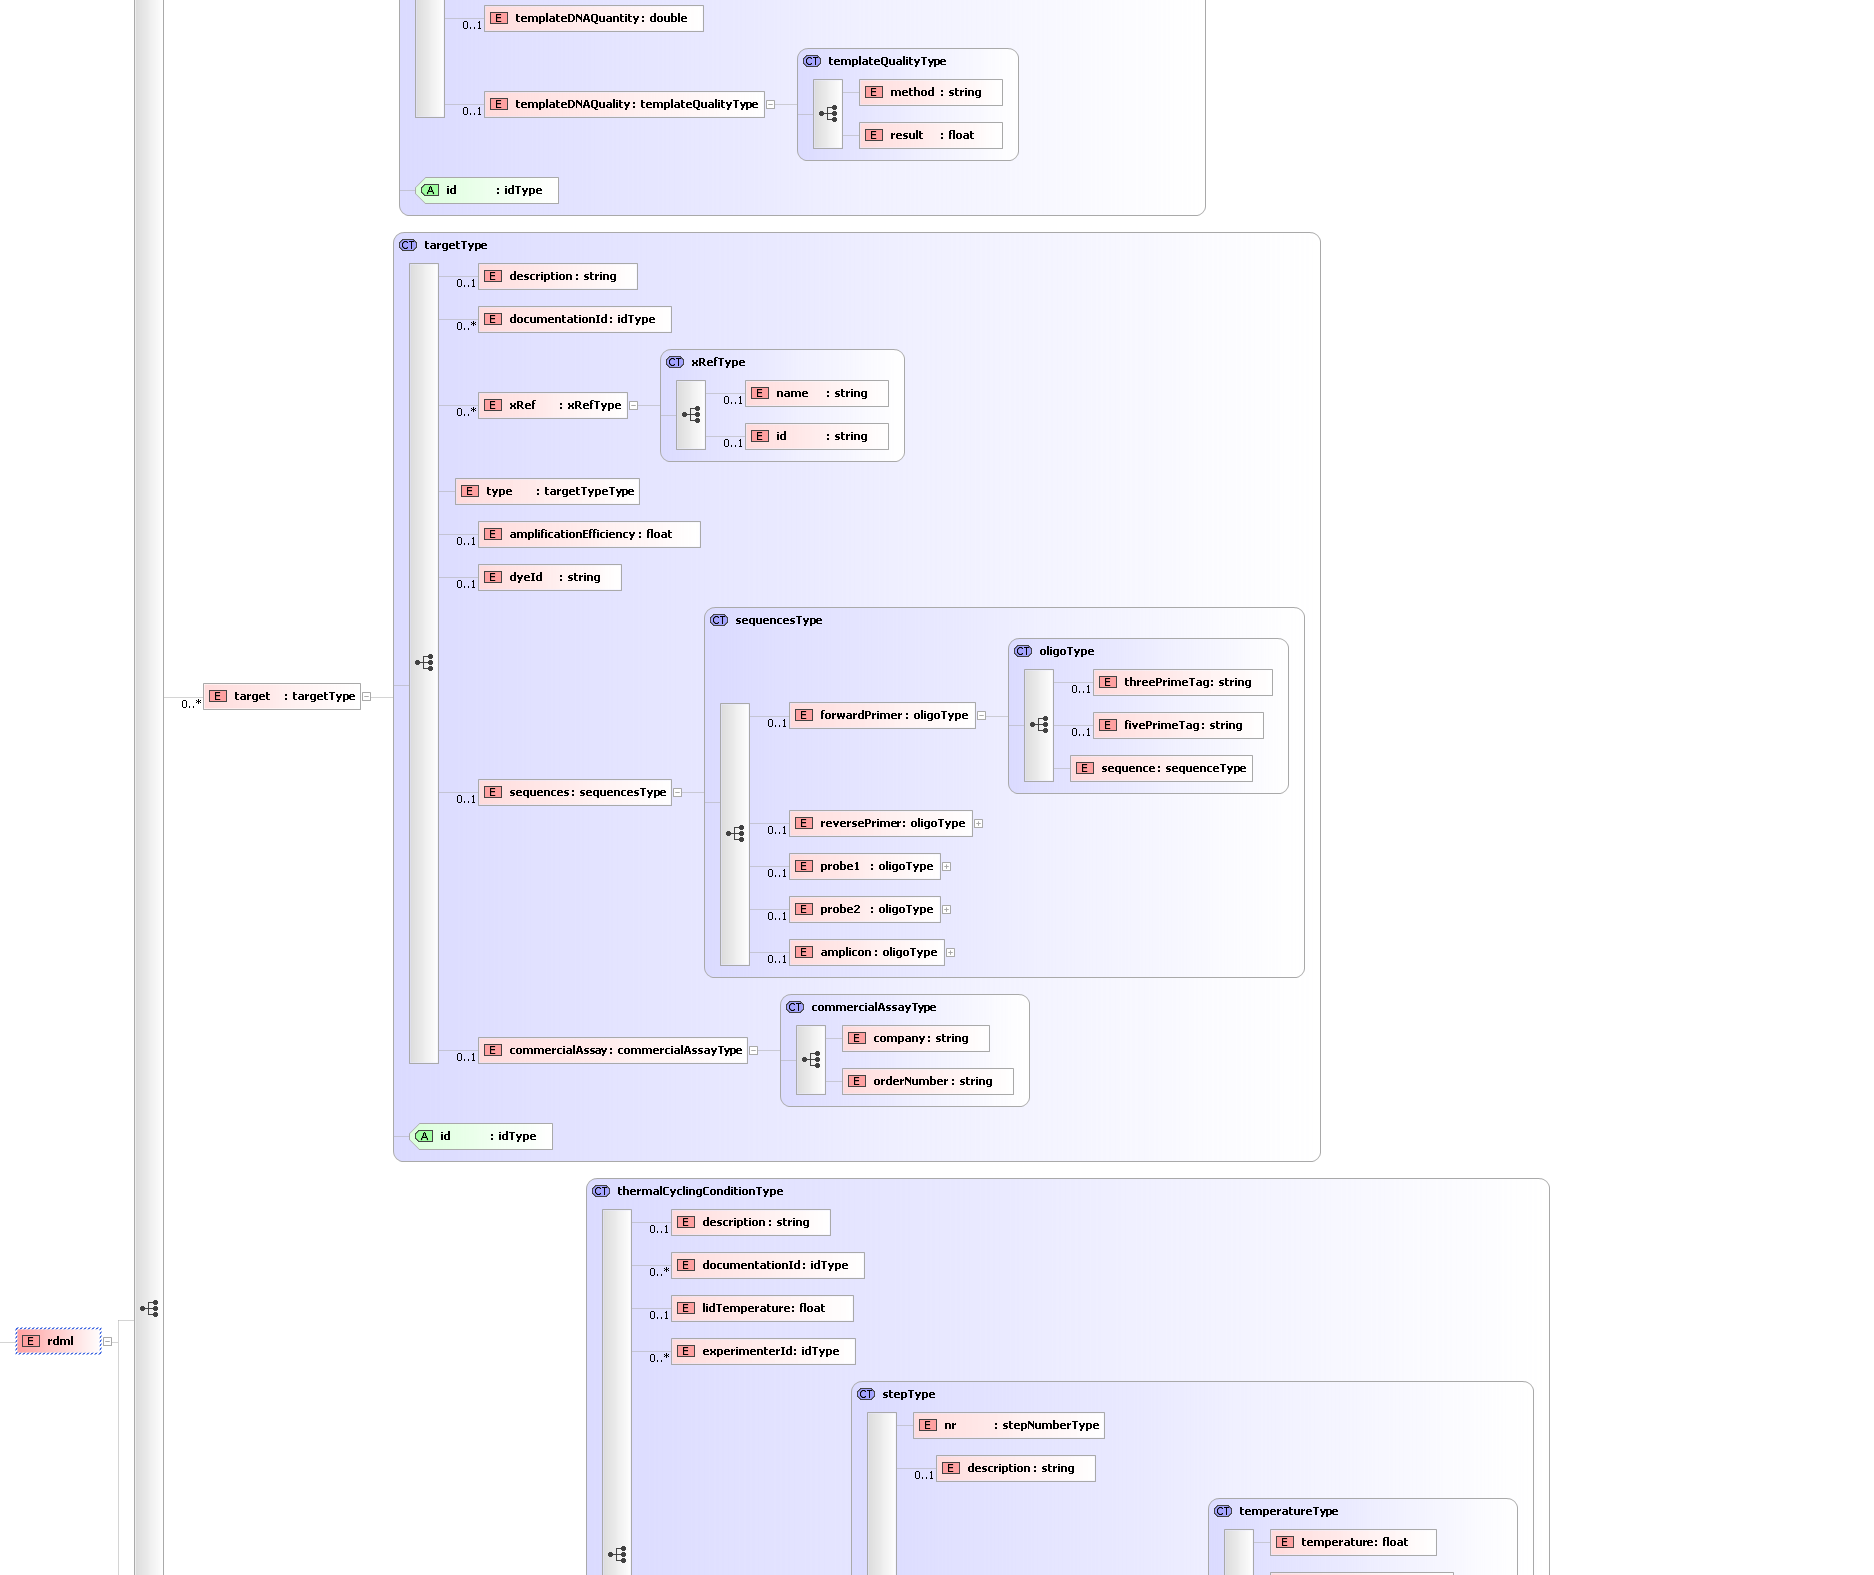 E templateDNAQuantity : double
0..1
CT templateQualityType
E method : string
E templateDNAQuality : templateQualityType
0..1
E result : float
A id : idType
CT targetType
E description : string
0..1
E documentationId : idType
0..*
CT xRefType
E name : string
0..1
E xRef : xRefType
0..*
E id : string
0..1
E type : targetTypeType
E amplificationEfficiency : float
0..1
E dyeId : string
0..1
CT sequencesType
CT oligoType
E threePrimeTag : string
0..1
E target : targetType
0..*
E forwardPrimer : oligoType
0..1
E fivePrimeTag : string
0..1
E sequence : sequenceType
E sequences : sequencesType
0..1
E reversePrimer : oligoType
0..1
E probe1 : oligoType
0..1
E probe2 : oligoType
0..1
E amplicon : oligoType
0..1
CT commercialAssayType
E company : string
E commercialAssay : commercialAssayType
0..1
E orderNumber : string
A id : idType
CT thermalCyclingConditionType
E description : string
0..1
E documentationId : idType
0..*
E lidTemperature : float
0..1
E rdml
E experimenterId : idType
0..*
CT stepType
E nr : stepNumberType
E description : string
0..1
CT temperatureType
E temperature : float